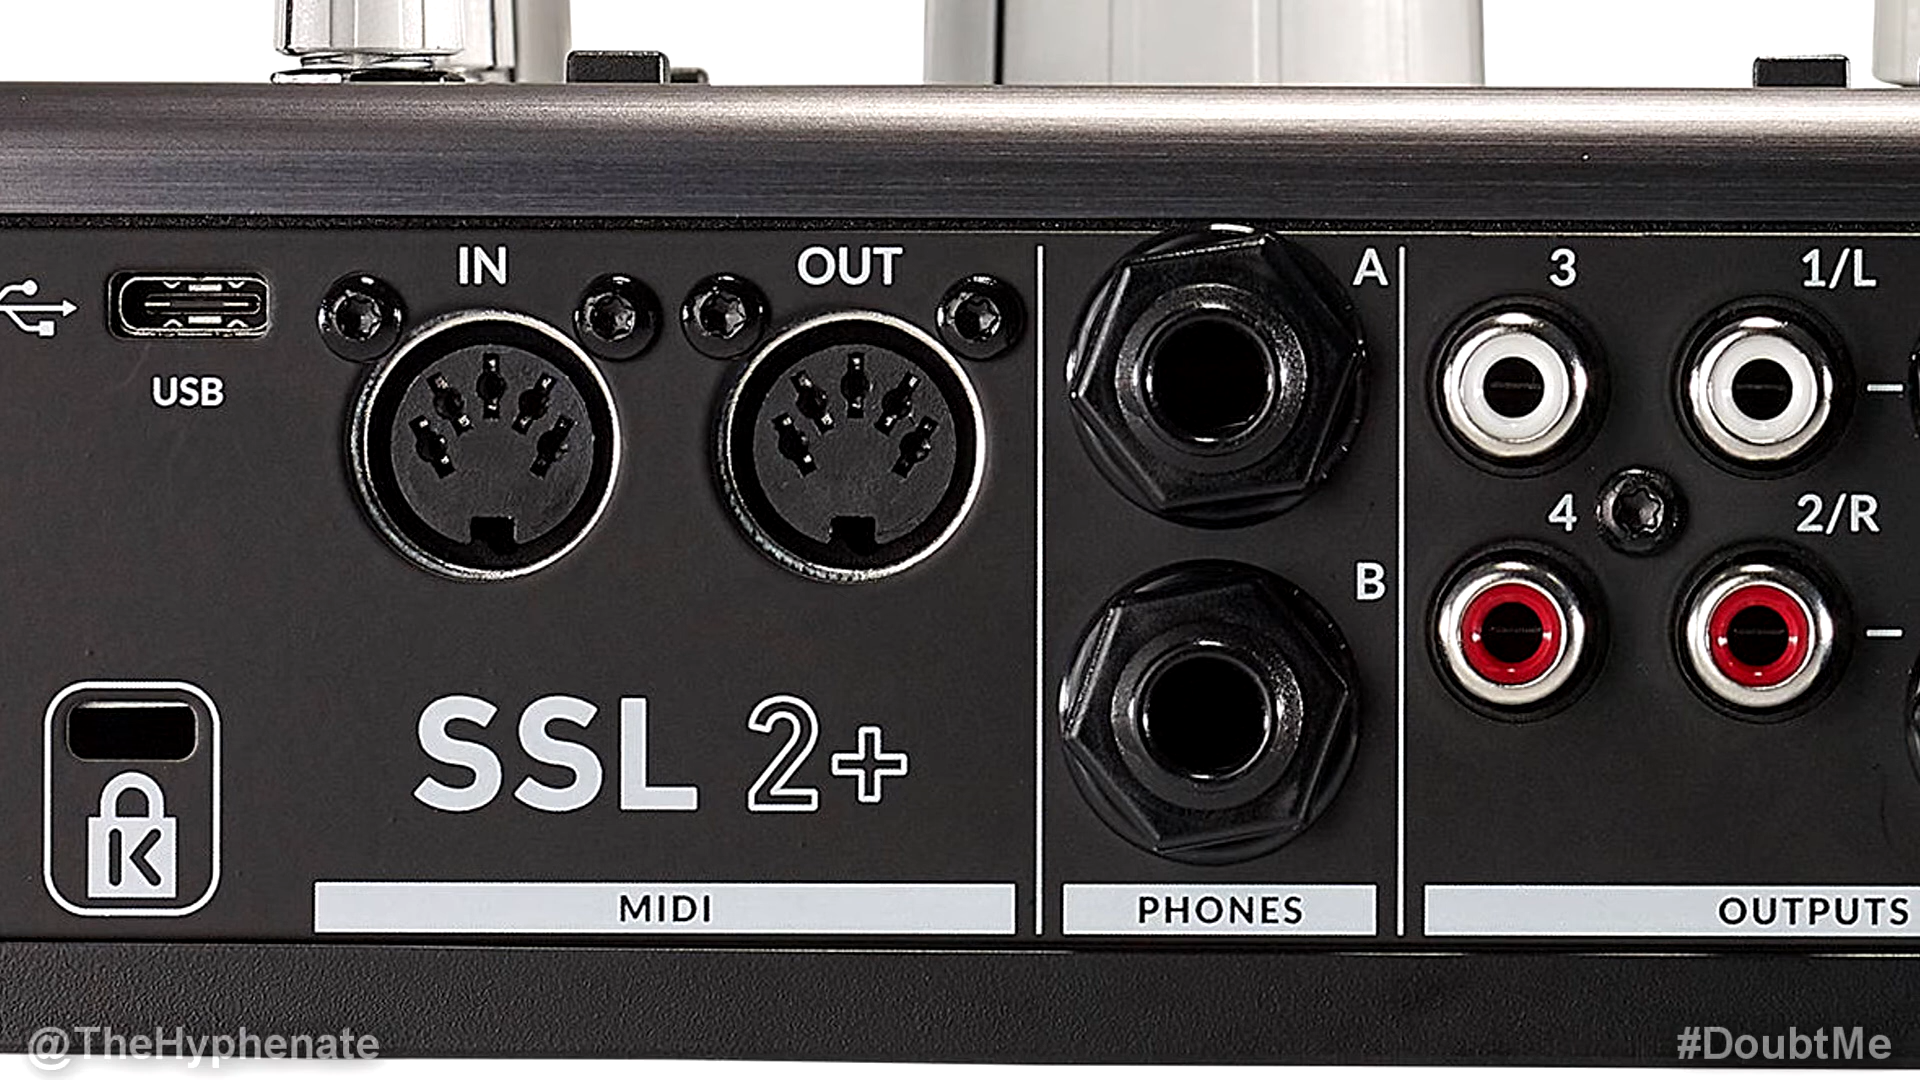 IN
OUT
A
3
1/L
USB
4
2/R
B
SSL 2+
K
MIDI
PHONES
OUTPUTS
@TheHyphenate
#DoubtMe